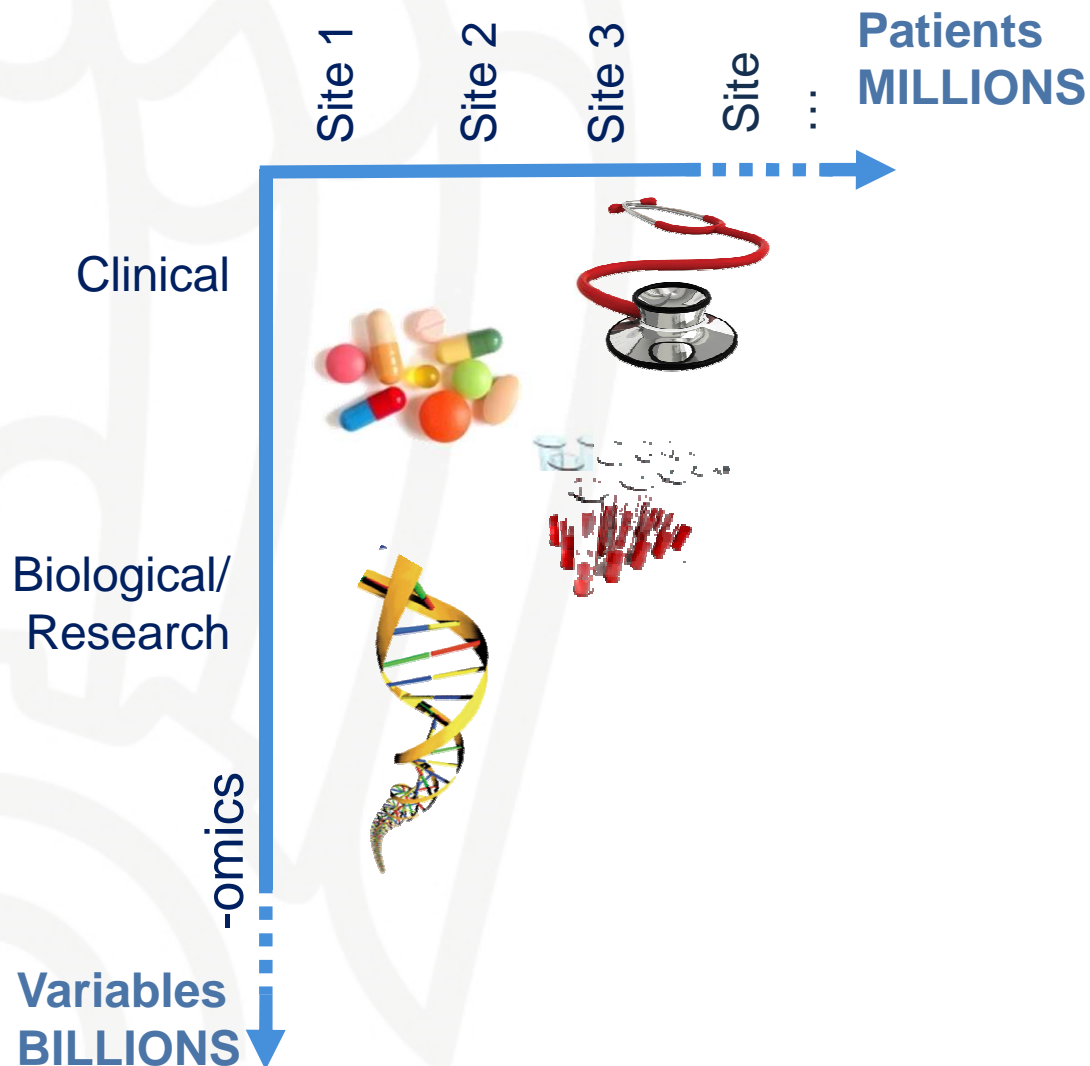 Site 1
Site 2
Site 3
Site
...
Patients
MILLIONS
Clinical
Biological/
Research
-omics
Variables
BILLIONS